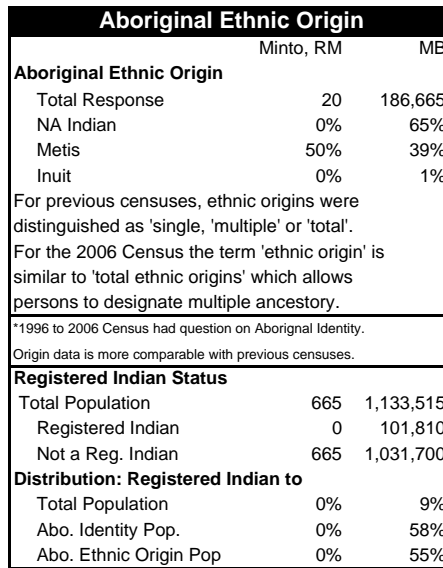 Aboriginal Ethnic Origin
Minto, RM MB
Aboriginal Ethnic Origin
Total Response 20 186,665
NA Indian 0% 65%
Metis 50% 39%
Inuit 0% 1%
For previous censuses, ethnic origins were
distinguished as 'single, 'multiple' or 'total'.
For the 2006 Census the term 'ethnic origin' is
similar to 'total ethnic origins' which allows
persons to designate multiple ancestory.
*1996 to 2006 Census had question on Aborignal Identity.
Origin data is more comparable with previous censuses.
Registered Indian Status
Total Population 665 1,133,515
Registered Indian 0 101,810
Not a Reg. Indian 665 1,031,700
Distribution: Registered Indian to
Total Population 0% 9%
Abo. Identity Pop. 0% 58%
Abo. Ethnic Origin Pop 0% 55%